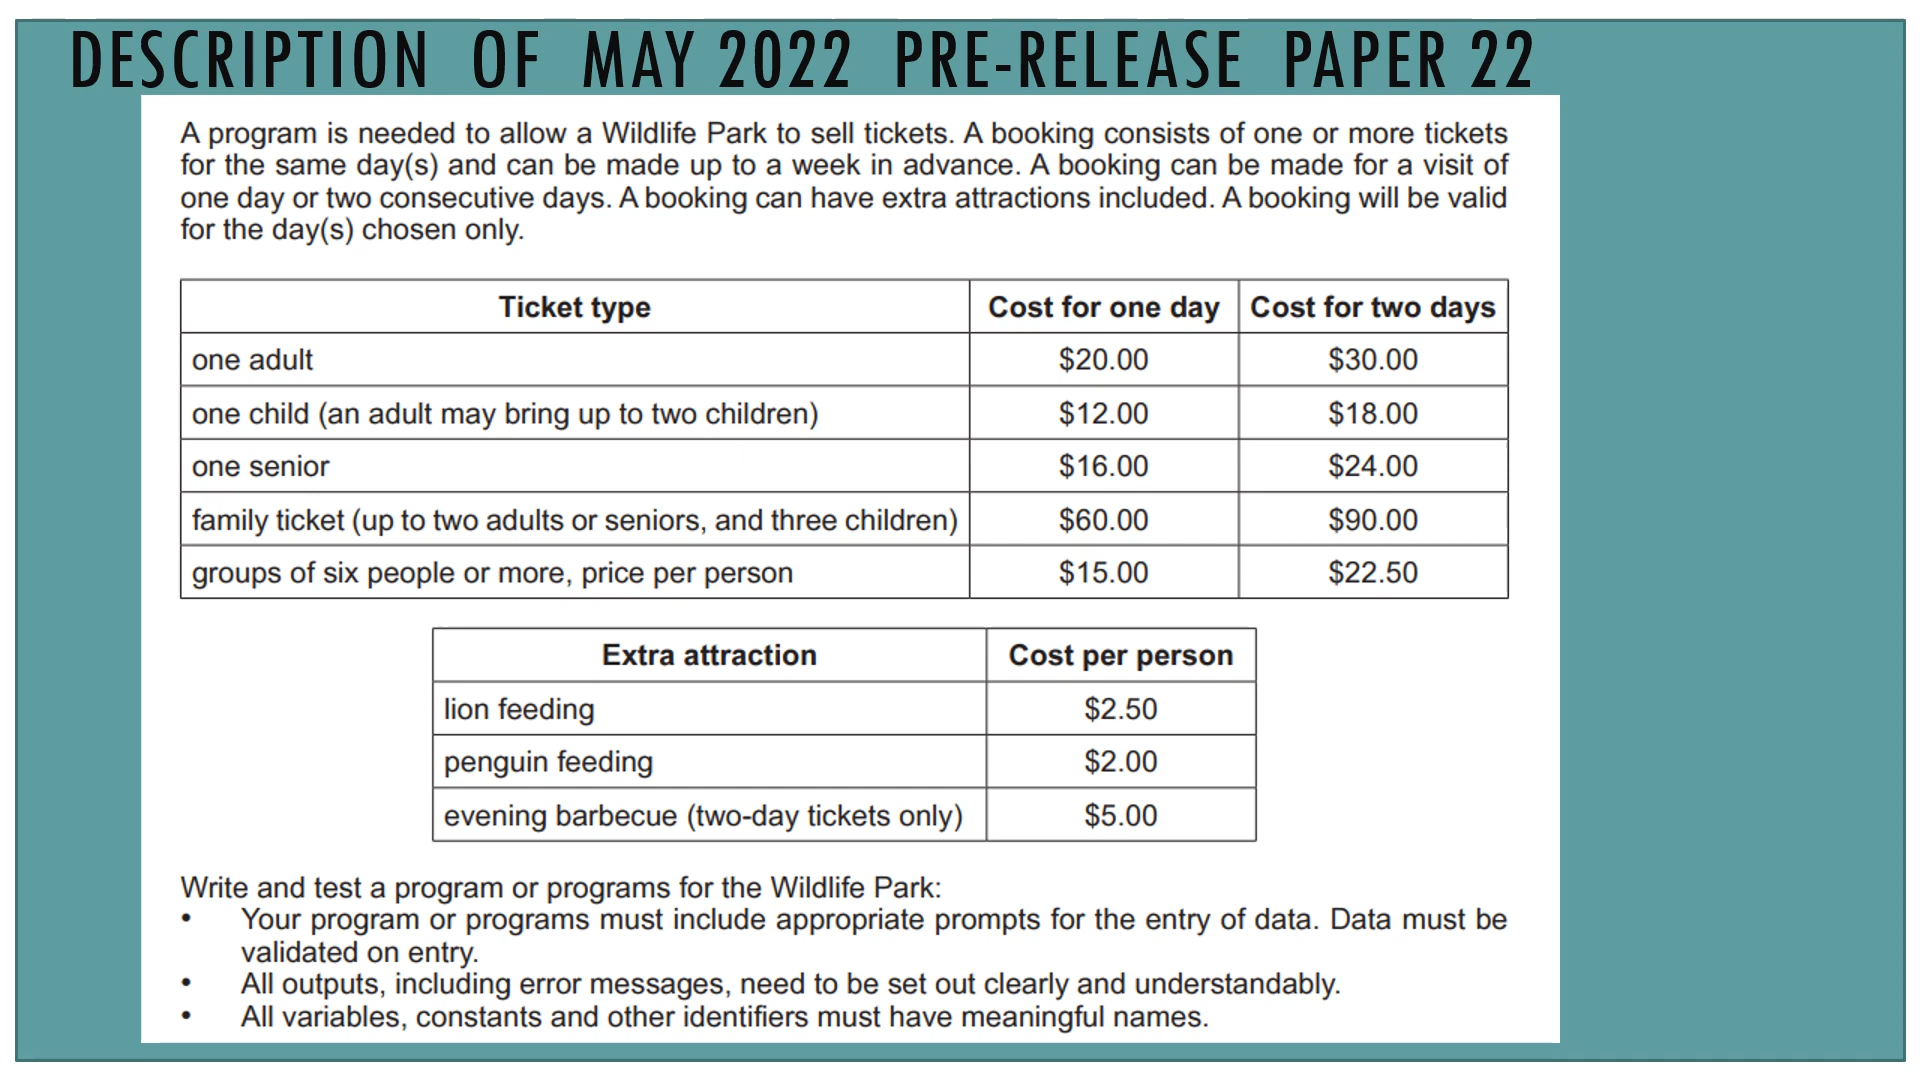 DESCRIPTION OF MAY 2022 PRE-RELEASE PAPER 22
A program is needed to allow a Wildlife Park to sell tickets. A booking consists of one or more tickets
for the same day(s) and can be made up to a week in advance. A booking can be made for a visit of
one day or two consecutive days. A booking can have extra attractions included. A booking will be valid
for the day(s) chosen only.
Ticket type Cost for one day Cost for two days
one adult $20.00 $30.00
one child (an adult may bring up to two children) $12.00 $18.00
one senior $16.00 $24.00
family ticket (up to two adults or seniors, and three children) $60.00 $90.00
groups of six people or more, price per person $15.00 $22.50
Extra attraction Cost per person
lion feeding $2.50
penguin feeding $2.00
evening barbecue (two-day tickets only) $5.00
Write and test a program or programs for the Wildlife Park:
• Your program or programs must include appropriate prompts for the entry of data. Data must be
validated on entry.
• All outputs, including error messages, need to be set out clearly and understandably.
• All variables, constants and other identifiers must have meaningful names.